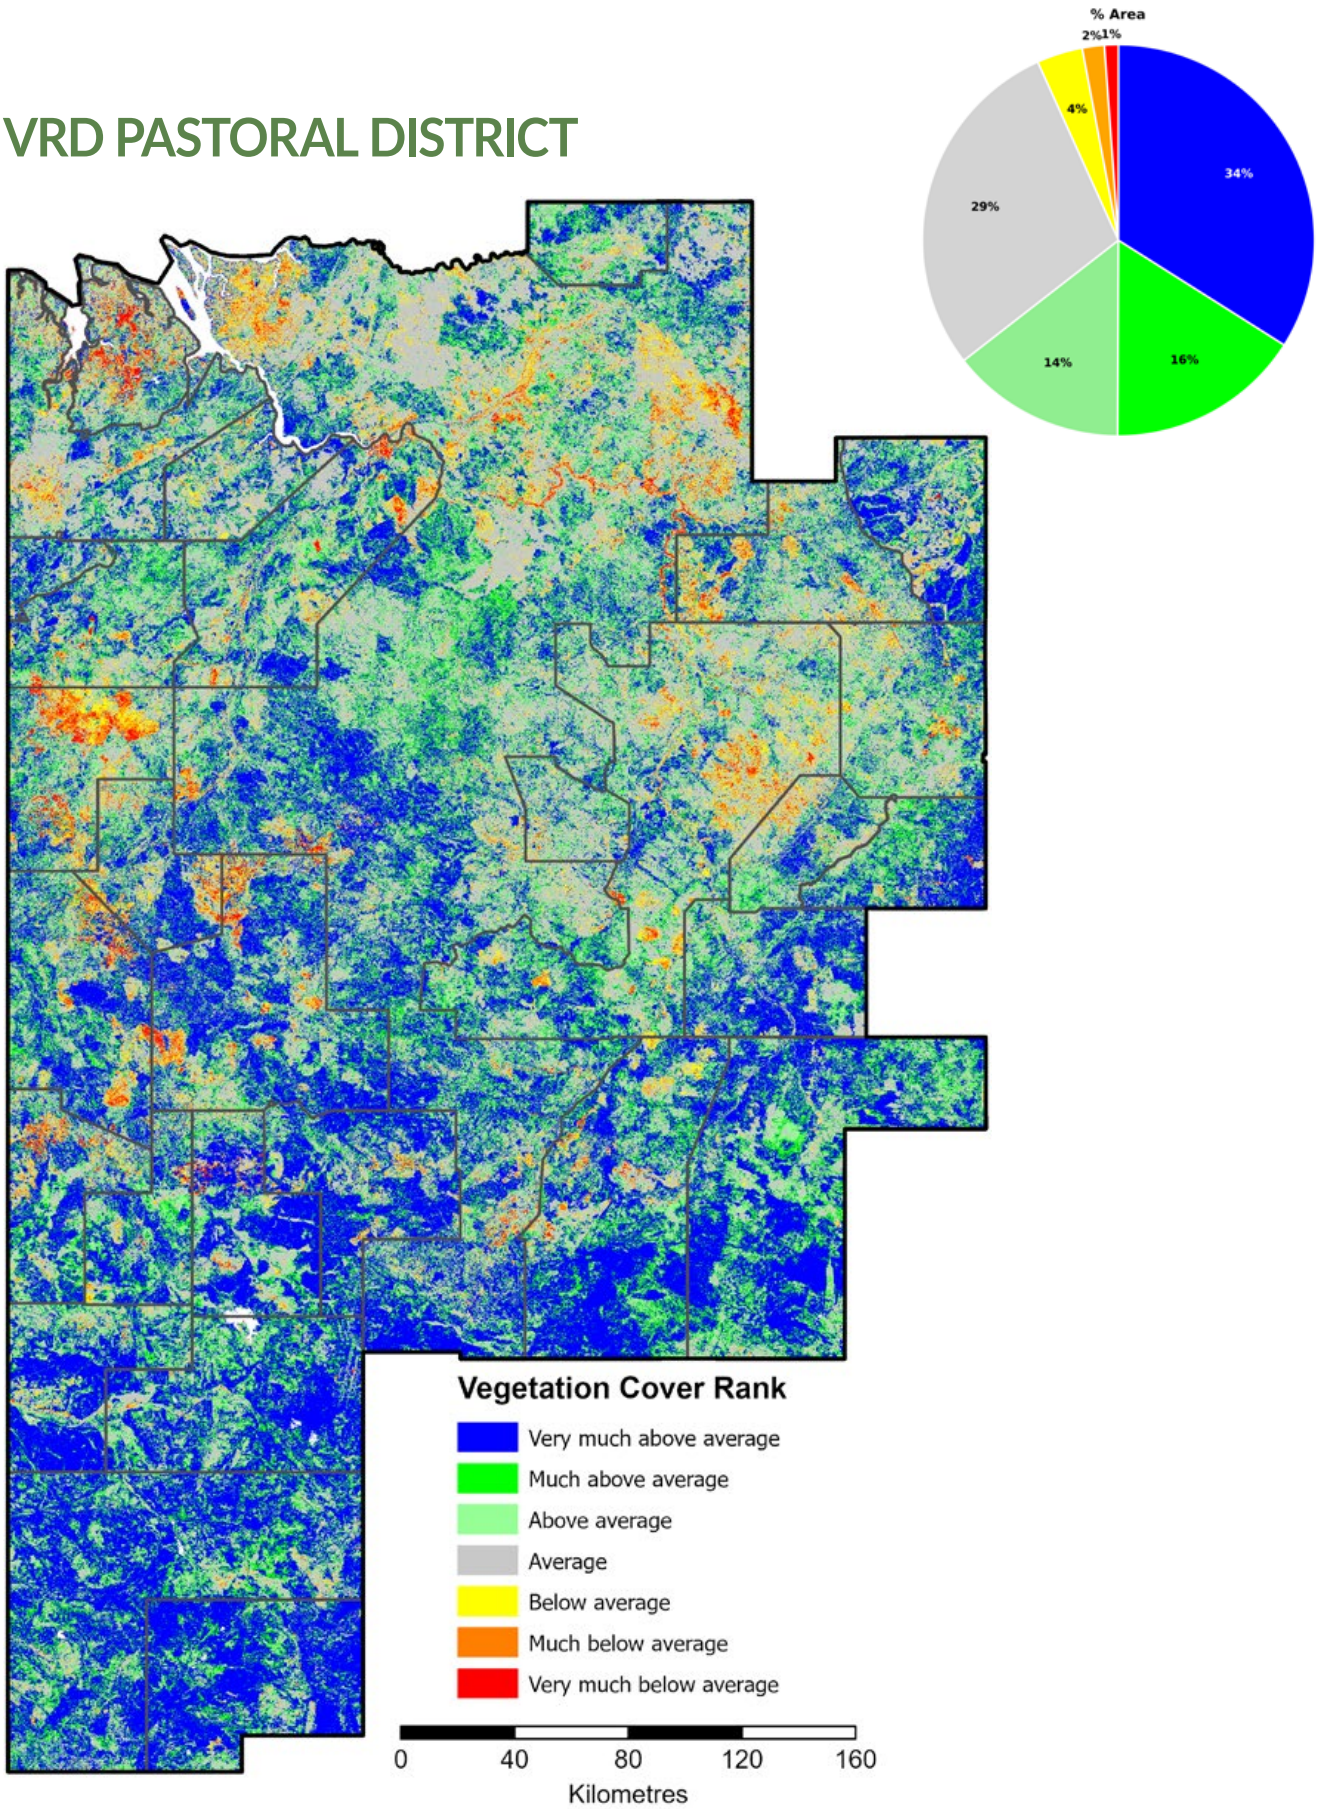 % Area
2%
1%
4%
34%
29%
14%
16%
VRD PASTORAL DISTRICT
Vegetation Cover Rank
Very much above average
Much above average
Above average
Average
Below average
Much below average
Very much below average
0 40 80 120 160
Kilometres